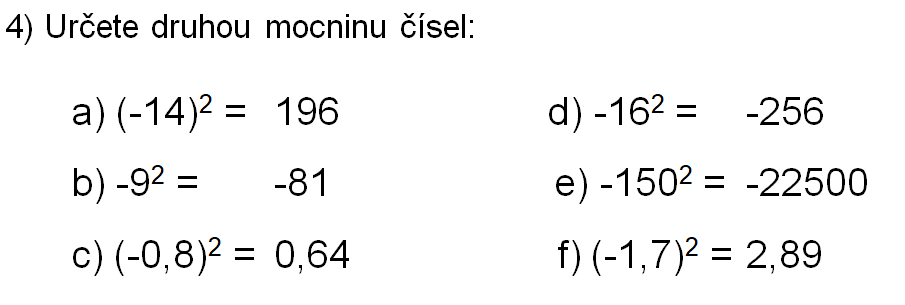 4) Určete druhou mocninu čísel:
a) (-14)² = 196 d) -16² = -256
b) -9² = -81 e) -150² = -22500
c) (-0,8)² = 0,64 f) (-1,7)² = 2,89